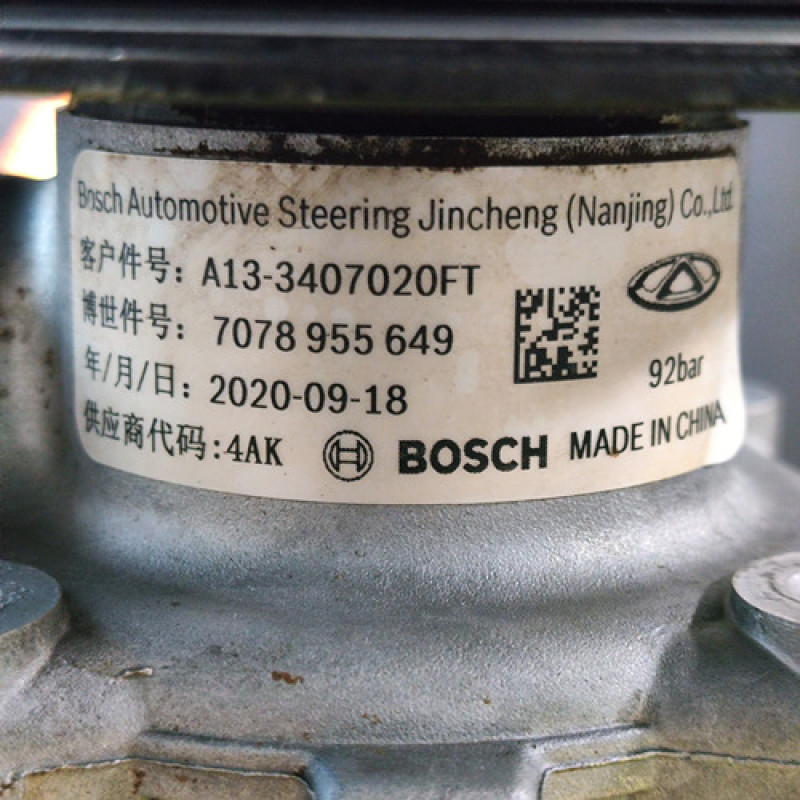 Bosch Automotive Steering Jincheng (Nanjing) Co.,Ltd.
客户件号: A13-3407020FT
博世件号: 7078 955 649
92bar
年/月/日: 2020-09-18
供应商代码:4AK BOSCH MADE IN CHINA